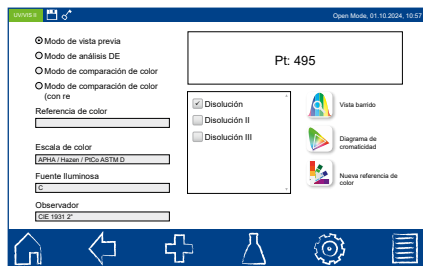 UV/VIS II
Open Mode, 01.10.2024, 10:57
Modo de vista previa
Modo de análisis DE
Modo de comparación de color
Modo de comparación de color
(con re
Referencia de color
Escala de color
APHA / Hazen / PtCo ASTM D
Fuente Iluminosa
C
Observador
CIE 1931 2°
Pt: 495
Disolución
Disolución II
Disolución III
Vista barrido
Diagrama de
cromaticidad
Nueva referencia de
color